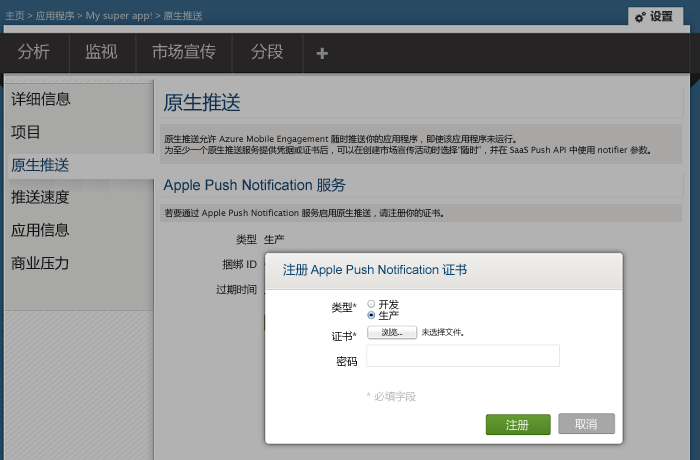 主页 > 应用程序 > My super app! > 原生推送
设置
分析 监视 市场宣传 分段 +
详细信息
项目
原生推送
推送速度
应用信息
商业压力
原生推送
原生推送允许 Azure Mobile Engagement 随时推送你的应用程序，即使该应用程序未运行。
为至少一个原生推送服务提供凭据或证书后，可以在创建市场宣传活动时选择“随时”，并在 SaaS Push API 中使用 notifier 参数。
Apple Push Notification 服务
若要通过 Apple Push Notification 服务启用原生推送，请注册你的证书。
类型 生产
捆绑 ID
过期时间
注册 Apple Push Notification 证书
类型* 开发
生产
证书* 浏览... 未选择文件。
密码
* 必填字段
注册 取消